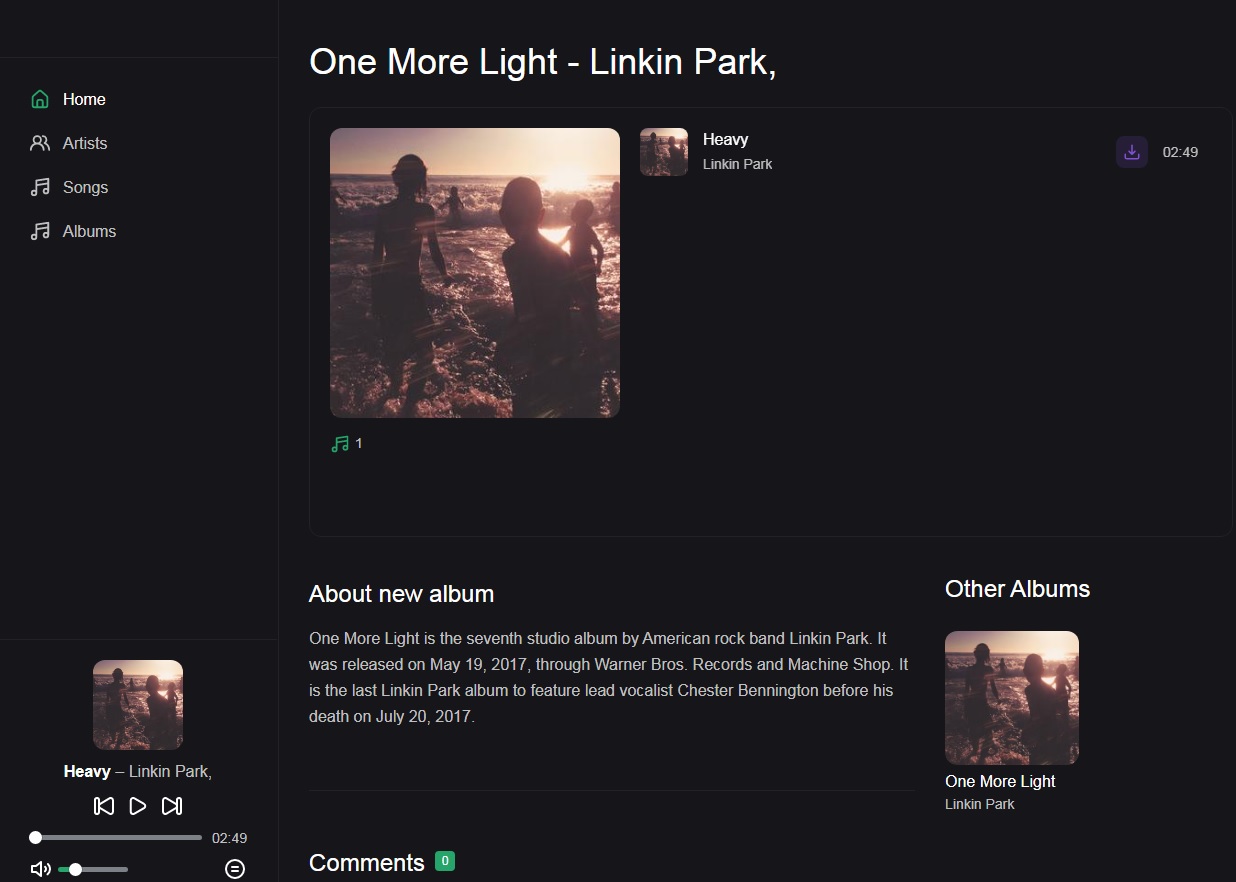 Home
Artists
Songs
Albums
Heavy – Linkin Park,
02:49
One More Light - Linkin Park,
Heavy
Linkin Park
02:49
1
About new album
One More Light is the seventh studio album by American rock band Linkin Park. It
was released on May 19, 2017, through Warner Bros. Records and Machine Shop. It
is the last Linkin Park album to feature lead vocalist Chester Bennington before his
death on July 20, 2017.
Other Albums
One More Light
Linkin Park
Comments 0